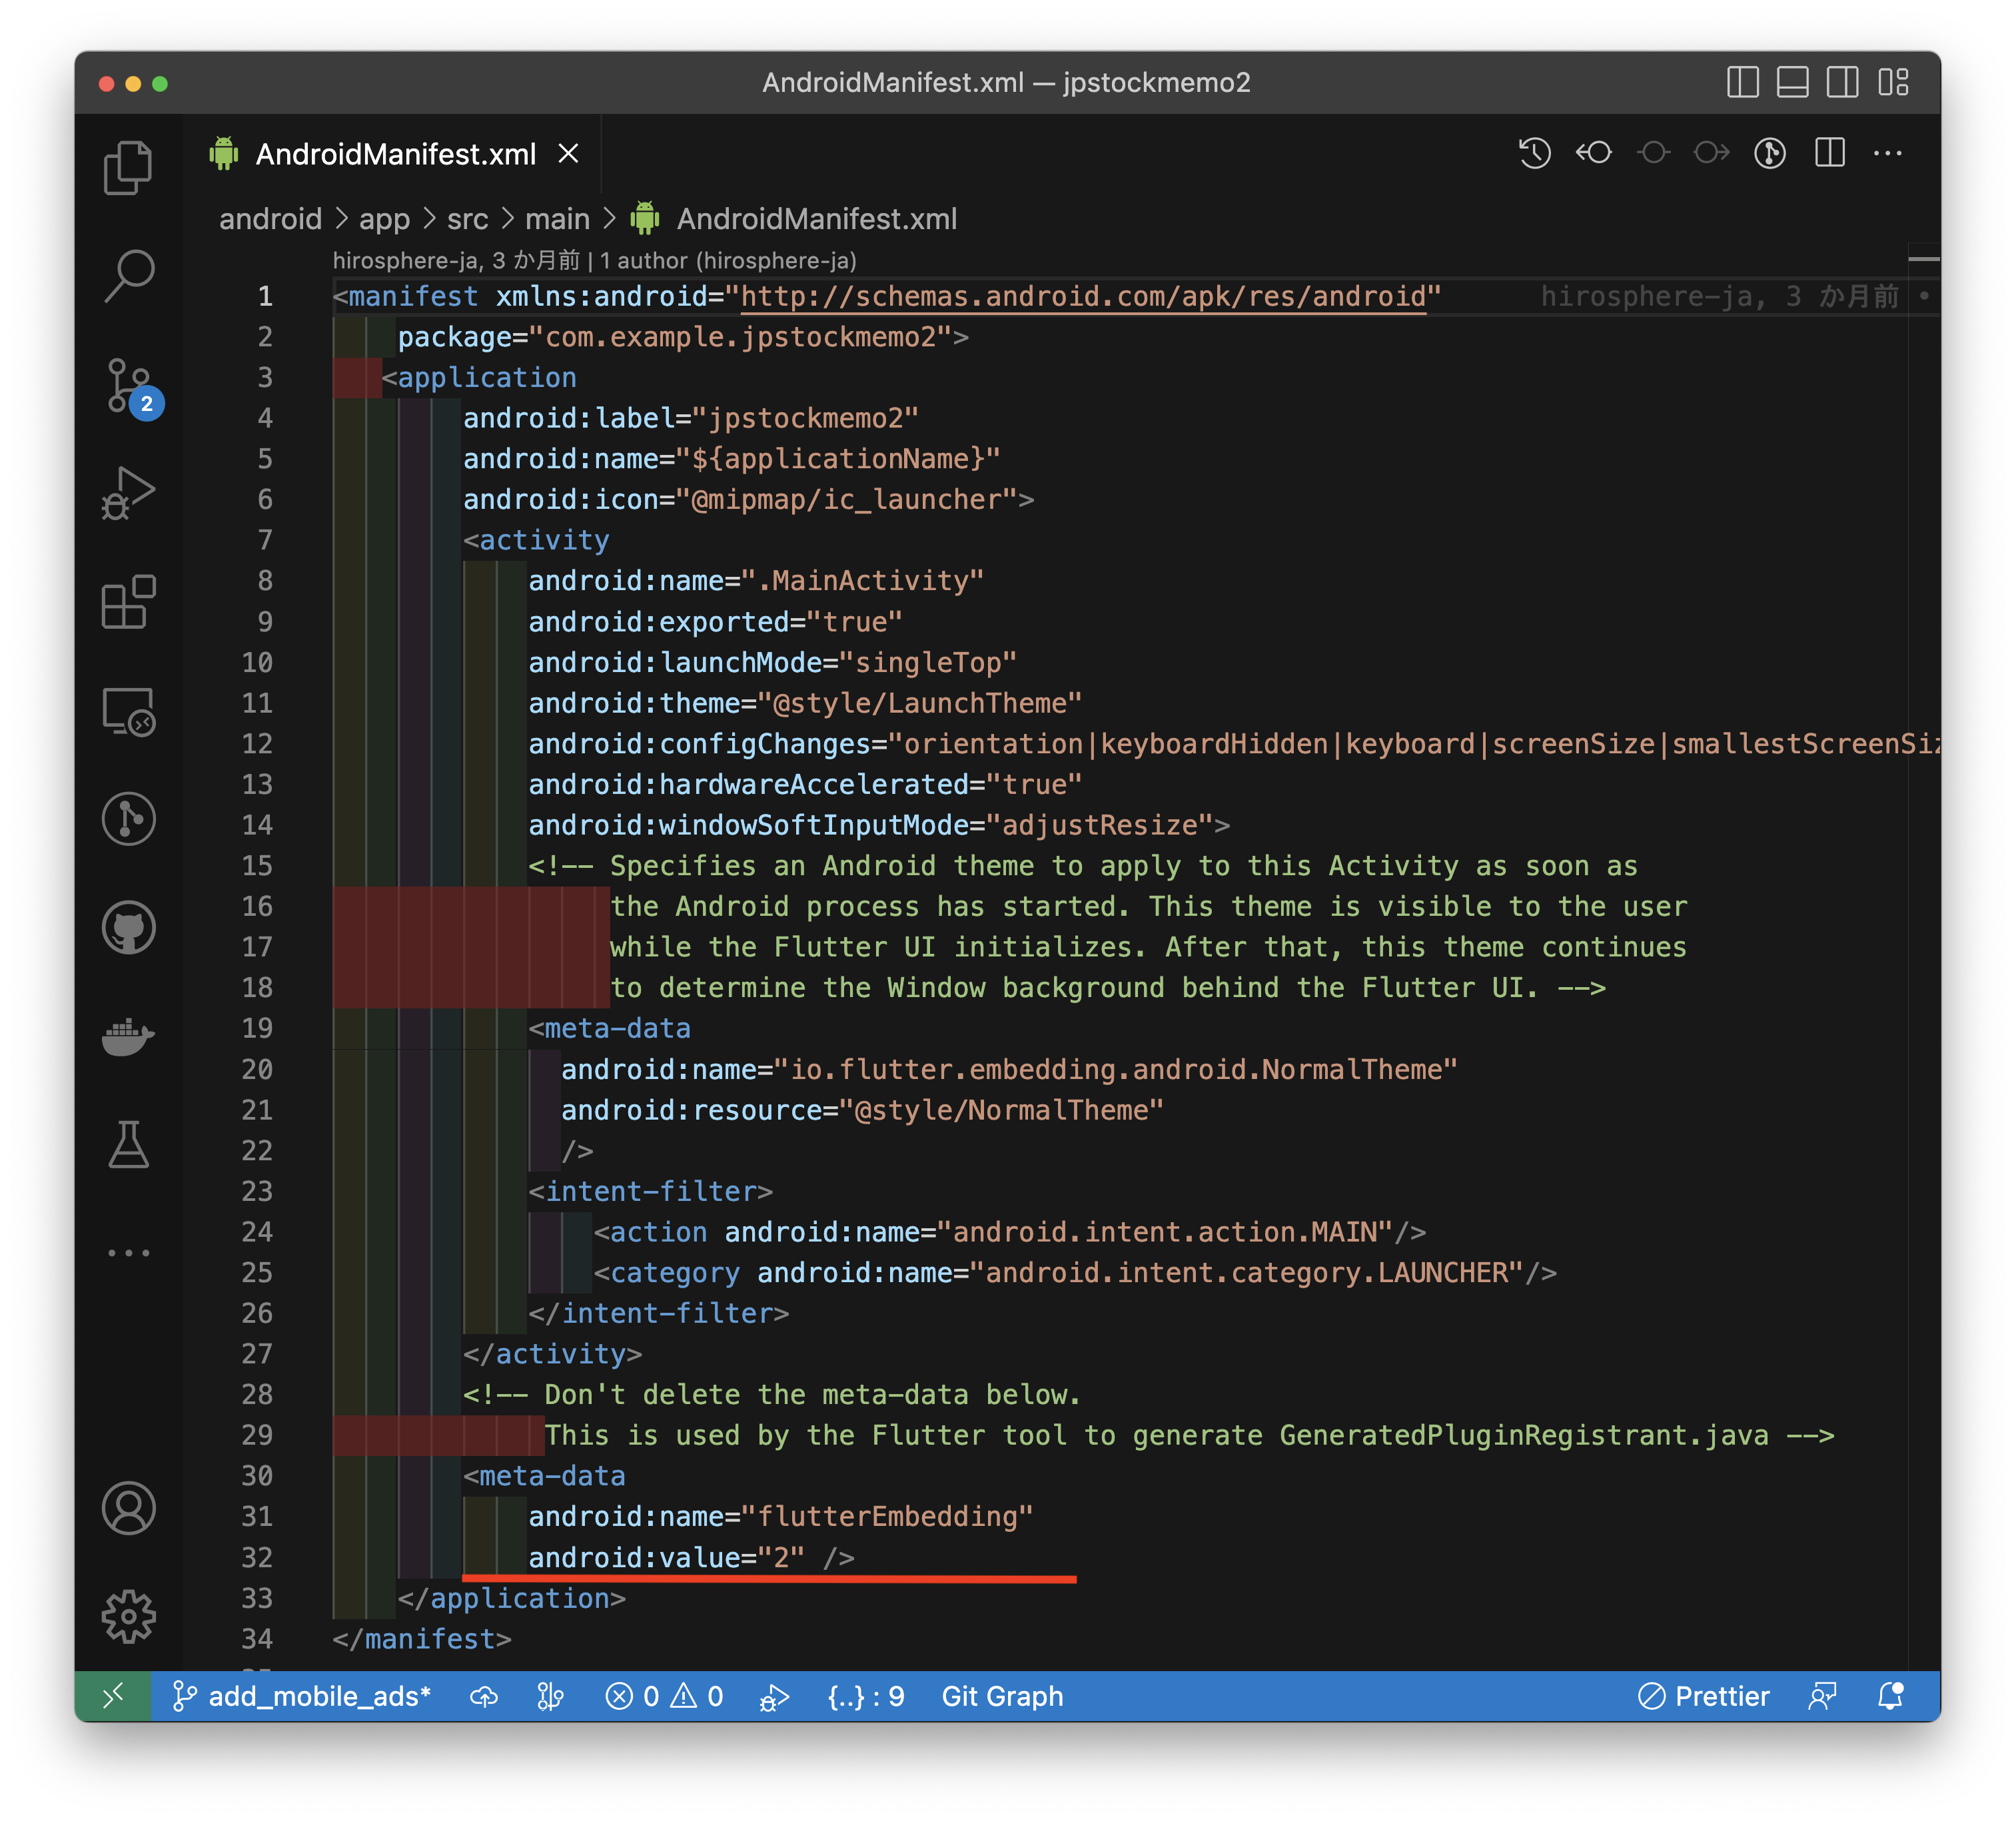 AndroidManifest.xml — jpstockmemo2
AndroidManifest.xml
android > app > src > main > AndroidManifest.xml
hirosphere-ja, 3 か月前 | 1 author (hirosphere-ja)
1 <manifest xmlns:android="http://schemas.android.com/apk/res/android" hirosphere-ja, 3 か月前 •
2 package="com.example.jpstockmemo2">
3 <application
4 android:label="jpstockmemo2"
5 android:name="${applicationName}"
6 android:icon="@mipmap/ic_launcher">
7 <activity
8 android:name=".MainActivity"
9 android:exported="true"
10 android:launchMode="singleTop"
11 android:theme="@style/LaunchTheme"
12 android:configChanges="orientation|keyboardHidden|keyboard|screenSize|smallestScreenSiz
13 android:hardwareAccelerated="true"
14 android:windowSoftInputMode="adjustResize">
15 <!-- Specifies an Android theme to apply to this Activity as soon as
16 the Android process has started. This theme is visible to the user
17 while the Flutter UI initializes. After that, this theme continues
18 to determine the Window background behind the Flutter UI. -->
19 <meta-data
20 android:name="io.flutter.embedding.android.NormalTheme"
21 android:resource="@style/NormalTheme"
22 />
23 <intent-filter>
24 <action android:name="android.intent.action.MAIN"/>
25 <category android:name="android.intent.category.LAUNCHER"/>
26 </intent-filter>
27 </activity>
28 <!-- Don't delete the meta-data below.
29 This is used by the Flutter tool to generate GeneratedPluginRegistrant.java -->
30 <meta-data
31 android:name="flutterEmbedding"
32 android:value="2" />
33 </application>
34 </manifest>
2
add_mobile_ads* 0 0 {..} : 9 Git Graph Prettier